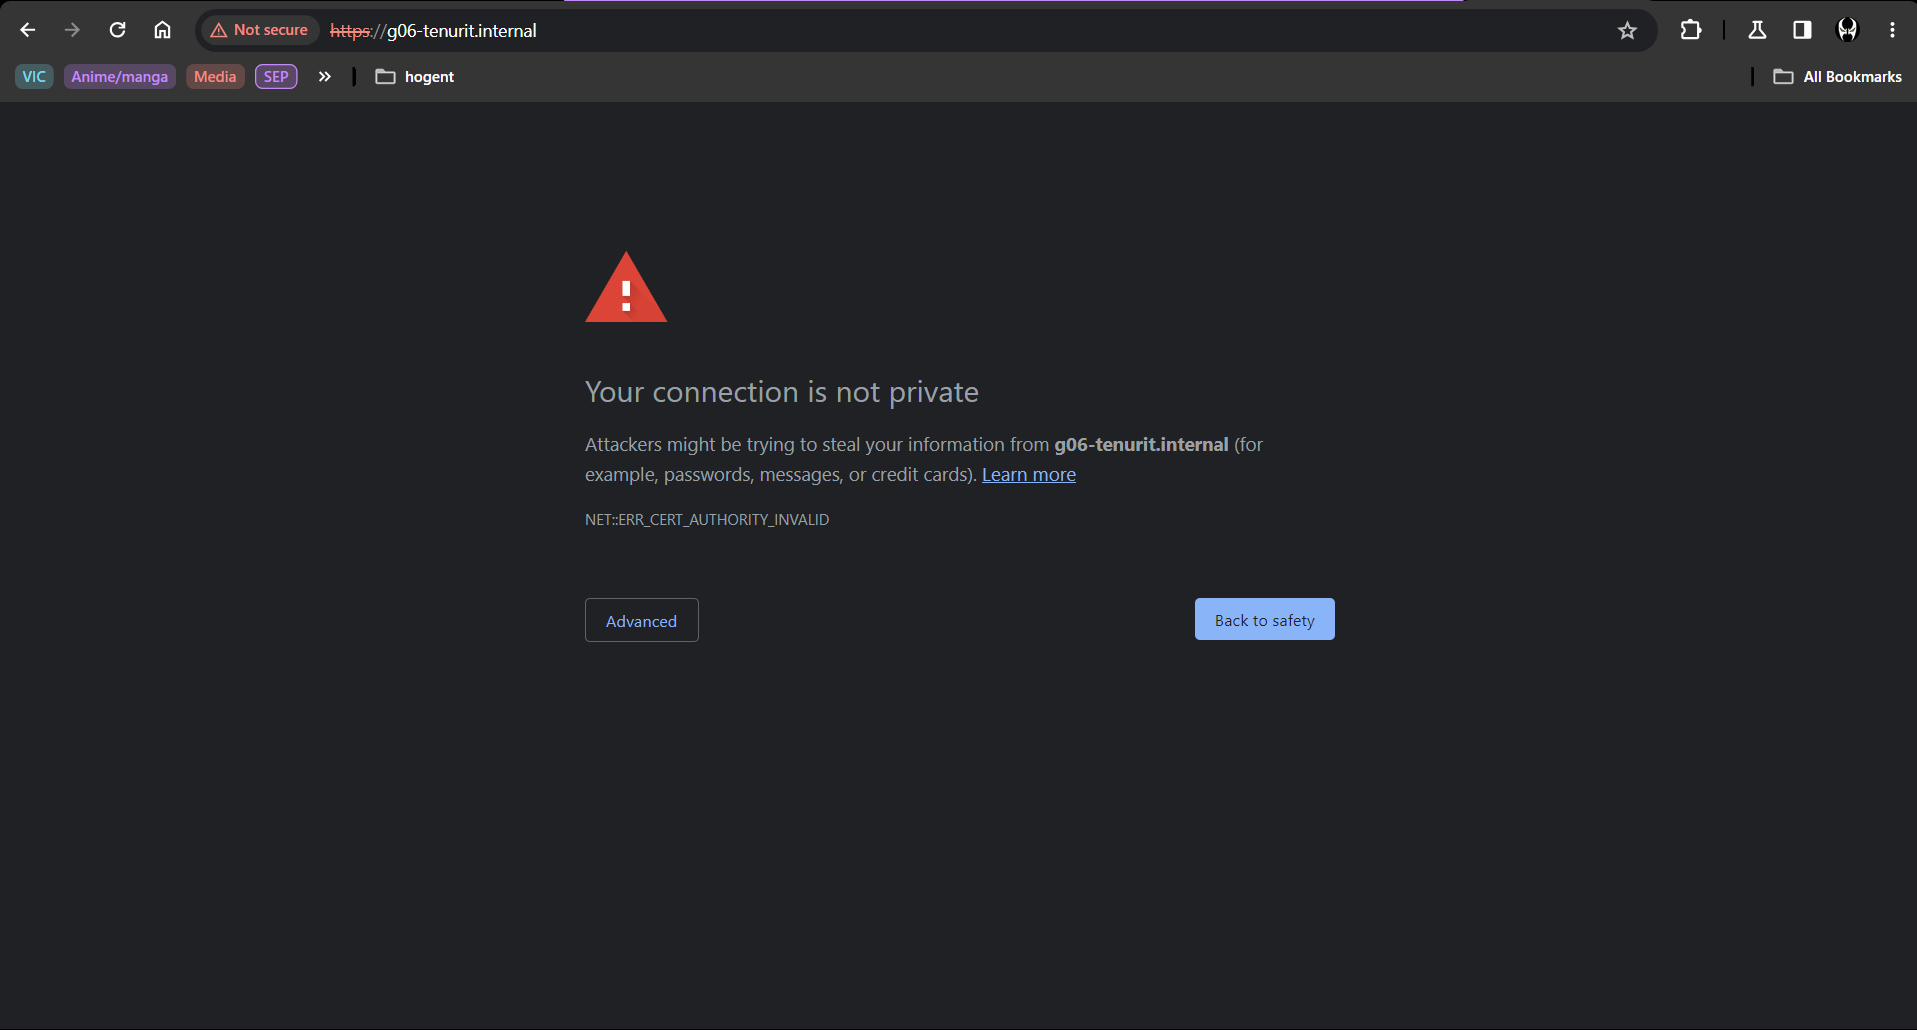 Not secure https://g06-tenurit.internal
VIC Anime/manga Media SEP » hogent All Bookmarks
Your connection is not private
Attackers might be trying to steal your information from g06-tenurit.internal (for
example, passwords, messages, or credit cards). Learn more
NET::ERR_CERT_AUTHORITY_INVALID
Advanced Back to safety